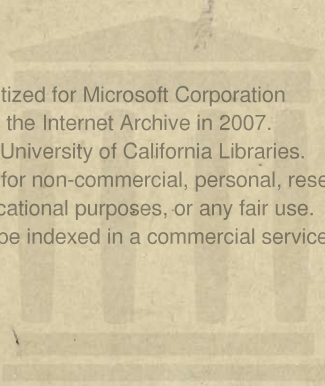 tized for Microsoft Corporation
the Internet Archive in 2007.
University of California Libraries.
for non-commercial, personal, rese
cational purposes, or any fair use.
be indexed in a commercial service